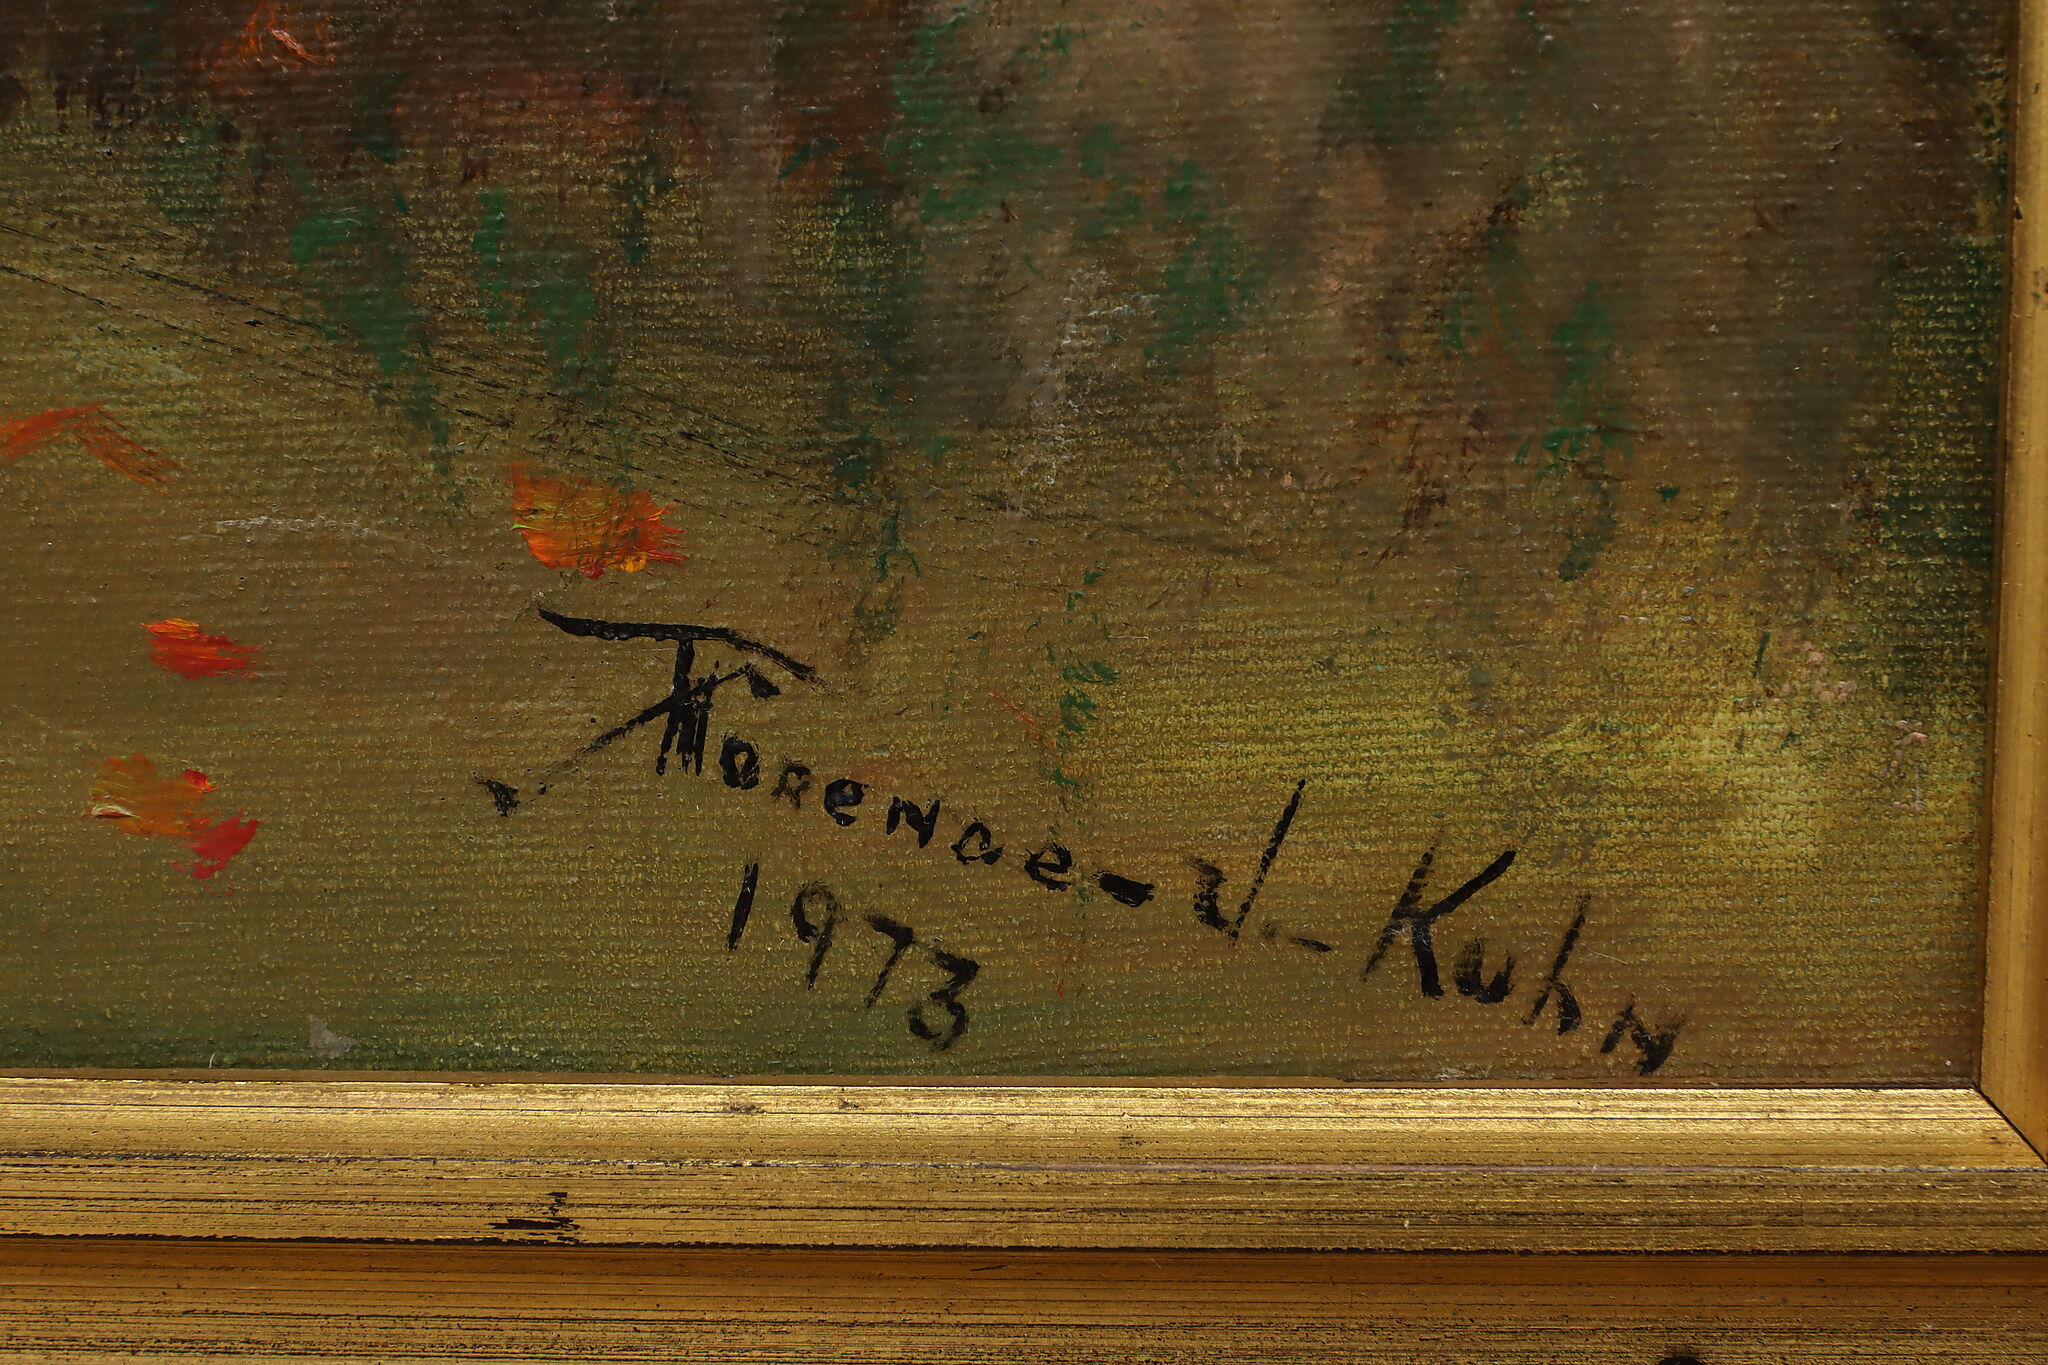 Florence - V. - Kuhn
1973